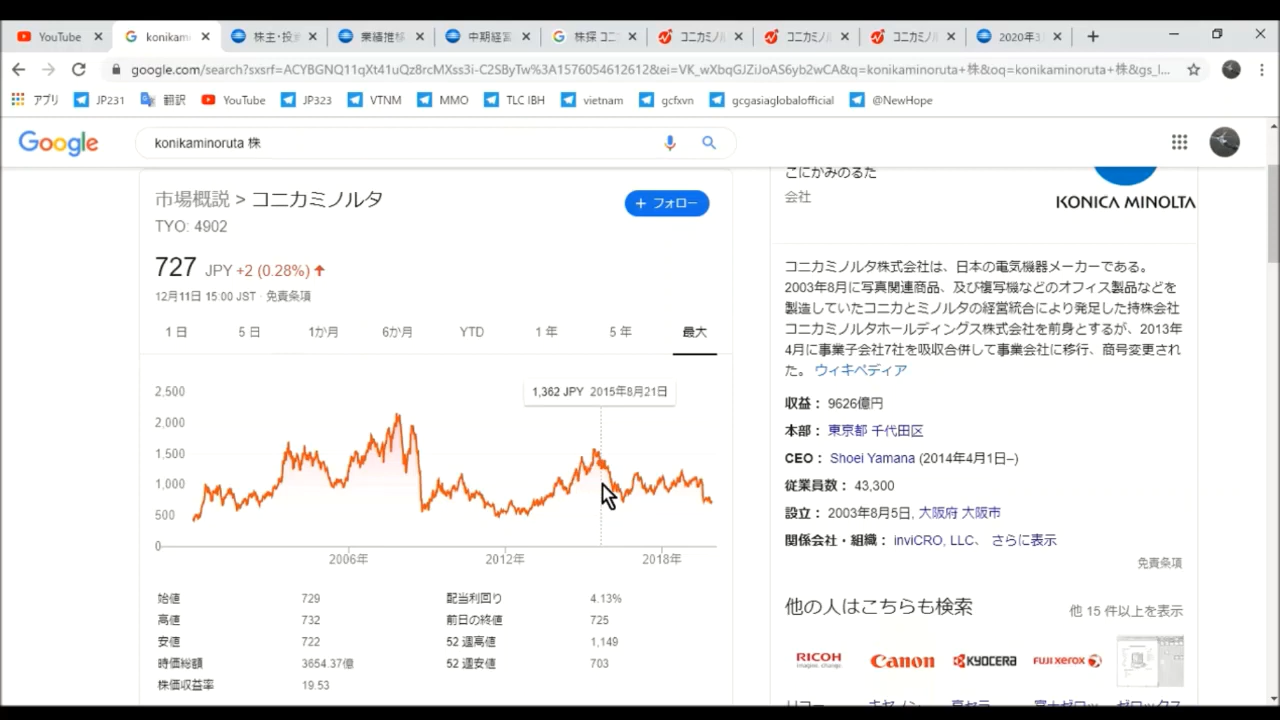 YouTube
konikam
株主・投資
業績推移
中期経営
株探 コニ
コニカミノル
コニカミノル
コニカミノル
2020年3
google.com/search?sxsrf=ACYBGNQ11qXt41uQz8rcMXss3i-C2SByTw%3A1576054612612&ei=VK_wXbqGJZiJoAS6yb2wCA&q=konikaminoruta+株&oq=konikaminoruta+株&gs_l...
アプリ
JP231
翻訳
YouTube
JP323
VTNM
MMO
TLC IBH
vietnam
gcfxvn
gcgasiaglobalofficial
@NewHope
Google
konikaminoruta 株
市場概説 > コニカミノルタ
+ フォロー
TYO: 4902
727 JPY +2 (0.28%)
12月11日 15:00 JST · 免責条項
1 日
5 日
1か月
6か月
YTD
1 年
5 年
最大
1,362 JPY 2015年8月21日
2,500
2,000
1,500
1,000
500
0
2006年
2012年
2018年
始値 729 配当利回り 4.13%
高値 732 前日の終値 725
安値 722 52 週高値 1,149
時価総額 3654.37億 52 週安値 703
株価収益率 19.53
こにかみのるた
会社
KONICA MINOLTA
コニカミノルタ株式会社は、日本の電気機器メーカーである。
2003年8月に写真関連商品、及び複写機などのオフィス製品などを
製造していたコニカとミノルタの経営統合により発足した持株会社
コニカミノルタホールディングス株式会社を前身とするが、2013年
4月に事業子会社7社を吸収合併して事業会社に移行、商号変更され
た。 ウィキペディア
収益： 9626億円
本部： 東京都 千代田区
CEO： Shoei Yamana (2014年4月1日–)
従業員数： 43,300
設立： 2003年8月5日, 大阪府 大阪市
関係会社・組織： inviCRO, LLC、 さらに表示
免責条項
他の人はこちらも検索
他 15 件以上を表示
RICOH
imagine. change.
Canon
KYOCERA
FUJI XEROX